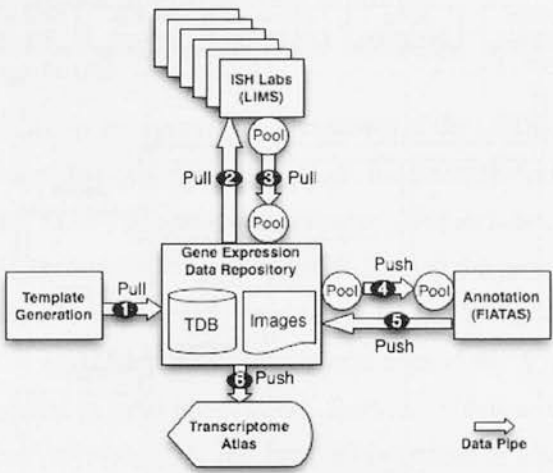 ISH Labs
(LIMS)
Pool
Pull 2 3 Pull
Pool
Gene Expression
Data Repository
Template
Generation
Pull
1
TDB
Images
Push
Pool 4 Pool
5
Push
Annotation
(FIATAS)
6 Push
Transcriptome
Atlas
Data Pipe